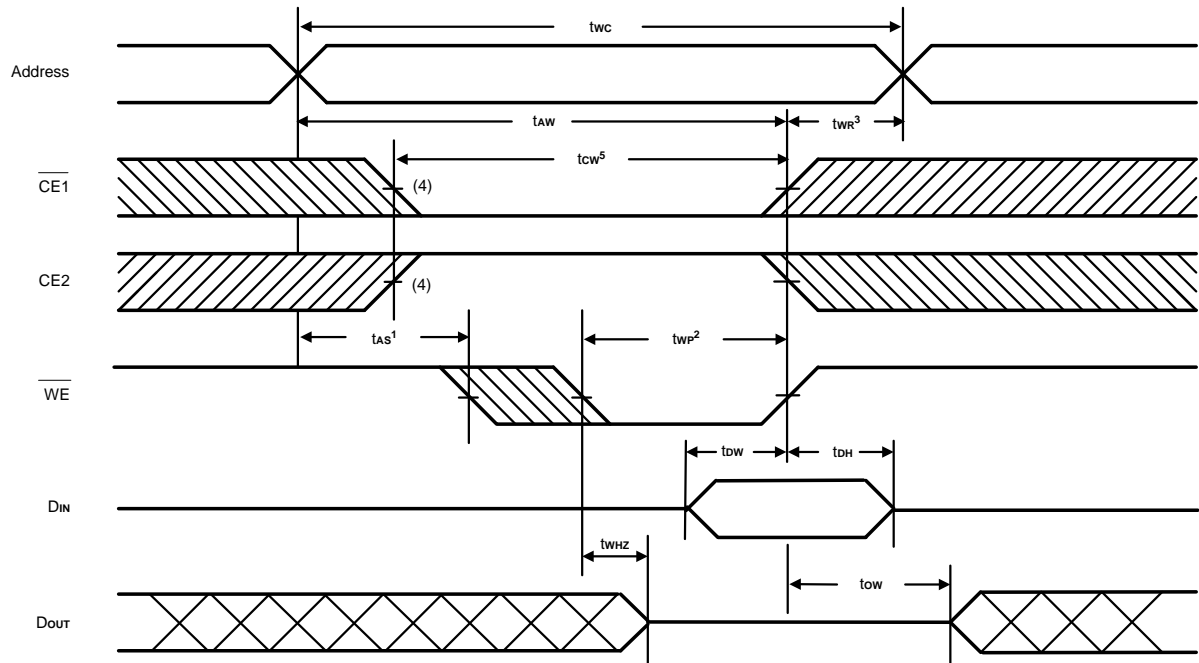 tWC
Address
tAW
tWR³
tCW⁵
CE1
(4)
CE2
(4)
tAS¹
tWP²
WE
tDW
tDH
DIN
tWHZ
tOW
DOUT